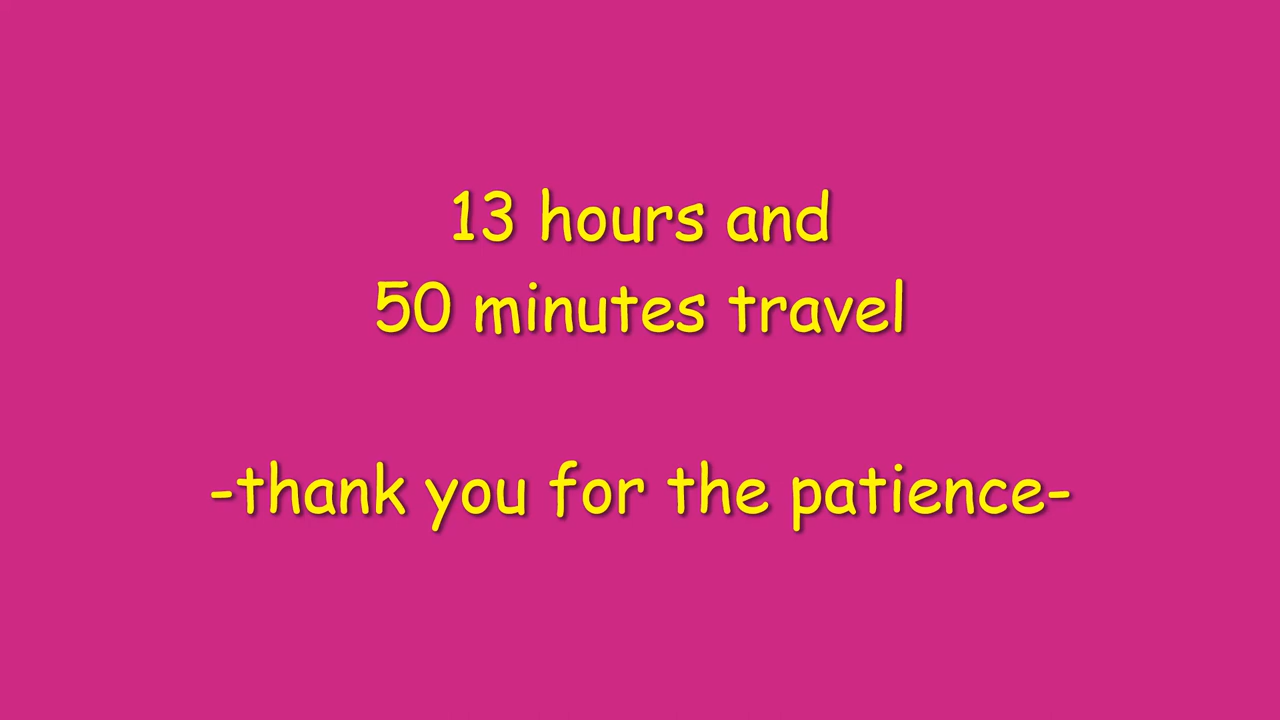 13 hours and
50 minutes travel
-thank you for the patience-